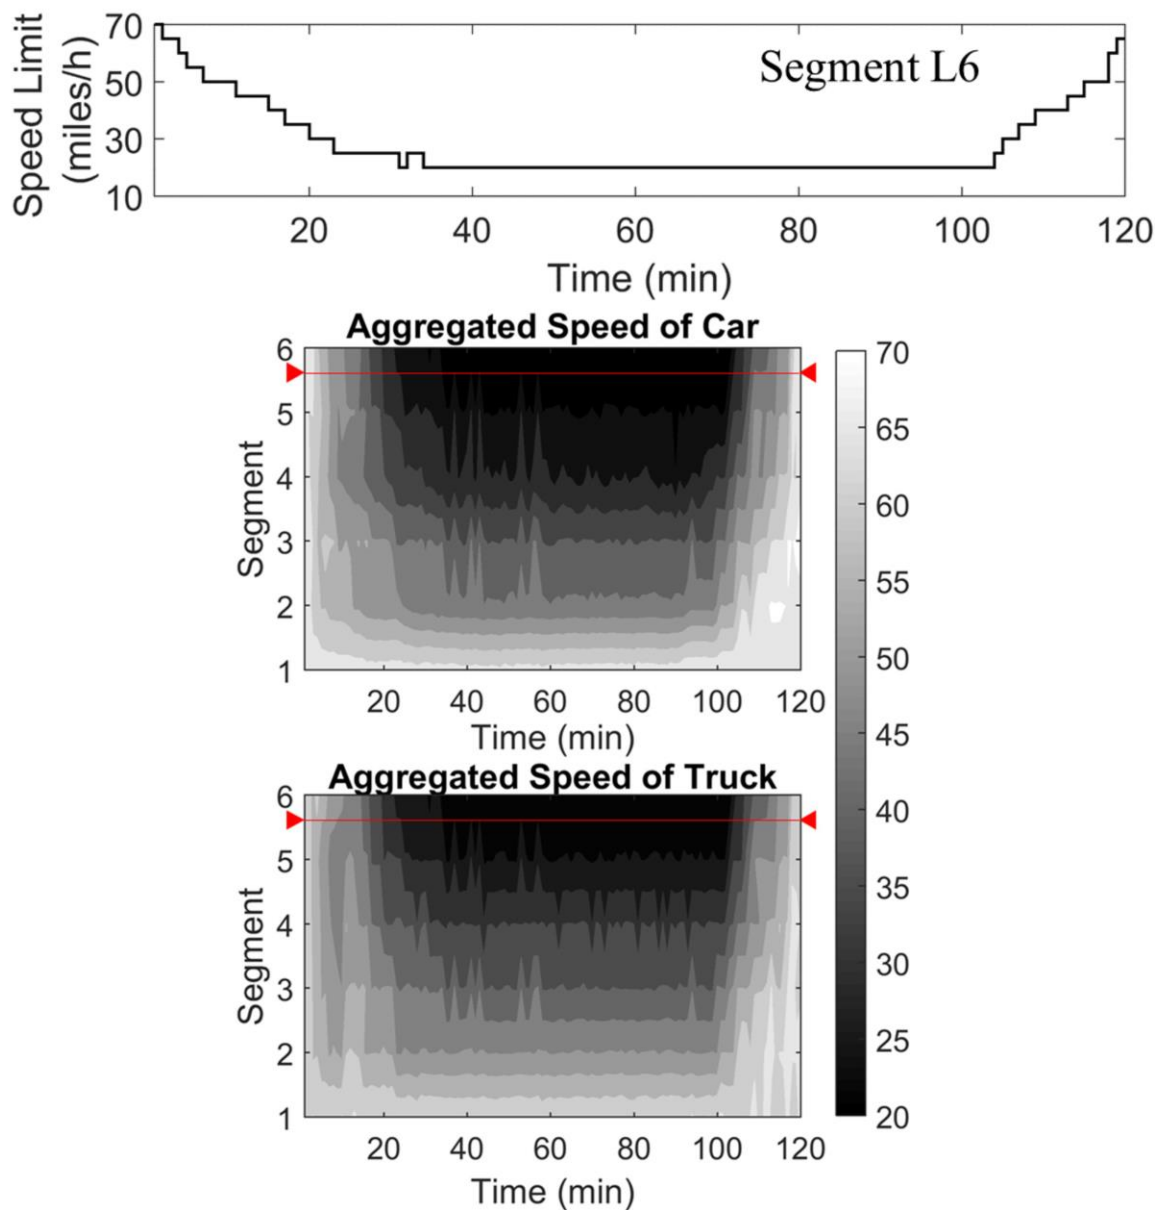 Speed Limit
(miles/h)
70
50
30
10
Segment L6
20 40 60 80 100 120
Time (min)
Aggregated Speed of Car
Segment
6
5
4
3
2
1
20 40 60 80 100 120
Time (min)
Aggregated Speed of Truck
Segment
6
5
4
3
2
1
20 40 60 80 100 120
Time (min)
70
65
60
55
50
45
40
35
30
25
20